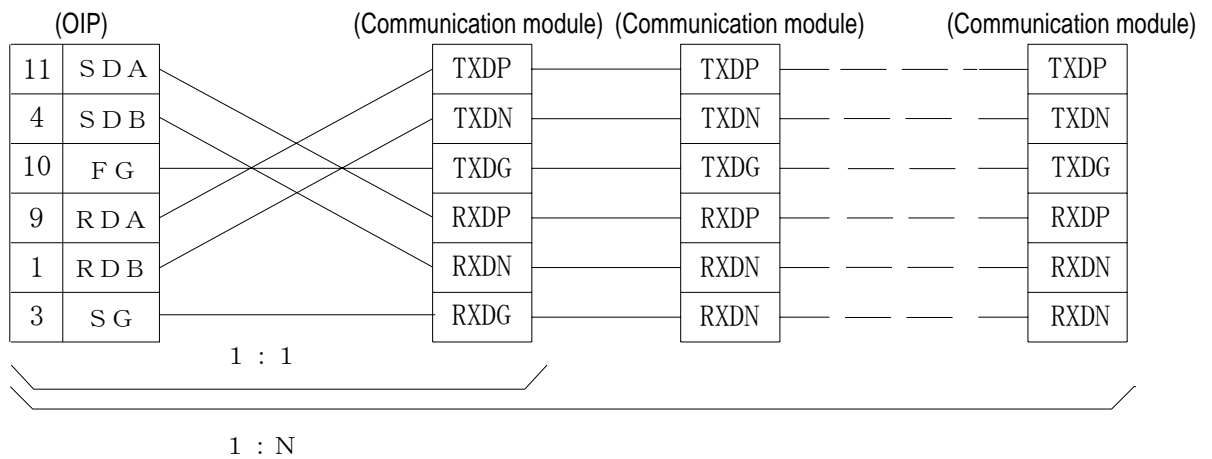 (OIP) (Communication module) (Communication module) (Communication module)
11 SDA TXDP TXDP TXDP
4 SDB TXDN TXDN TXDN
10 FG TXDG TXDG TXDG
9 RDA RXDP RXDP RXDP
1 RDB RXDN RXDN RXDN
3 SG RXDG RXDN RXDN
1 : 1
1 : N